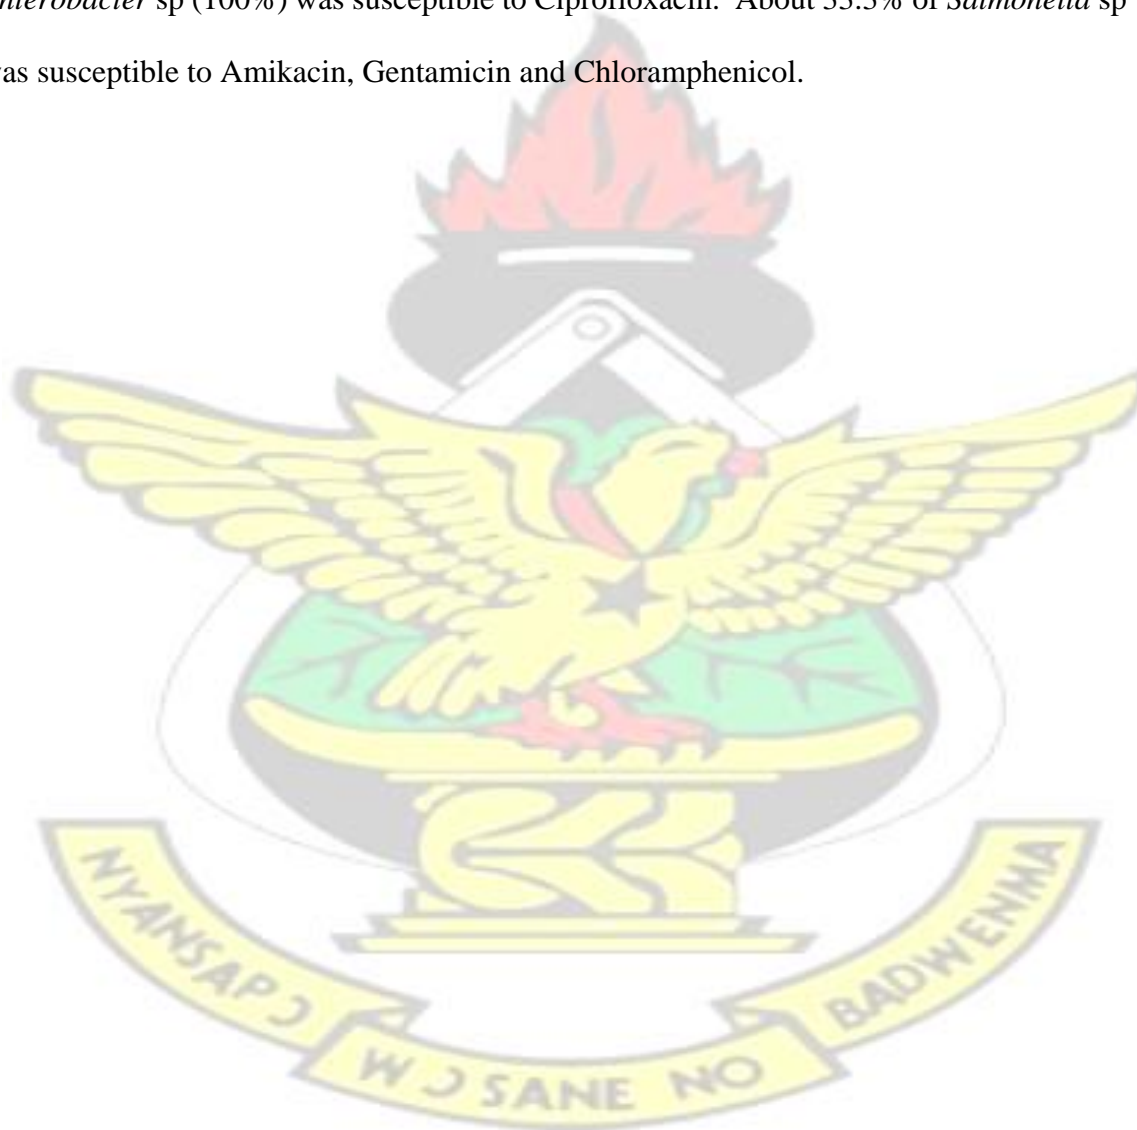 nterobacter sp (100%) was susceptible to Ciprofloxacin. About 33.3% of Salmonella sp
was susceptible to Amikacin, Gentamicin and Chloramphenicol.
NYANSAPƆ
WƆSANE NO
BADWENMA